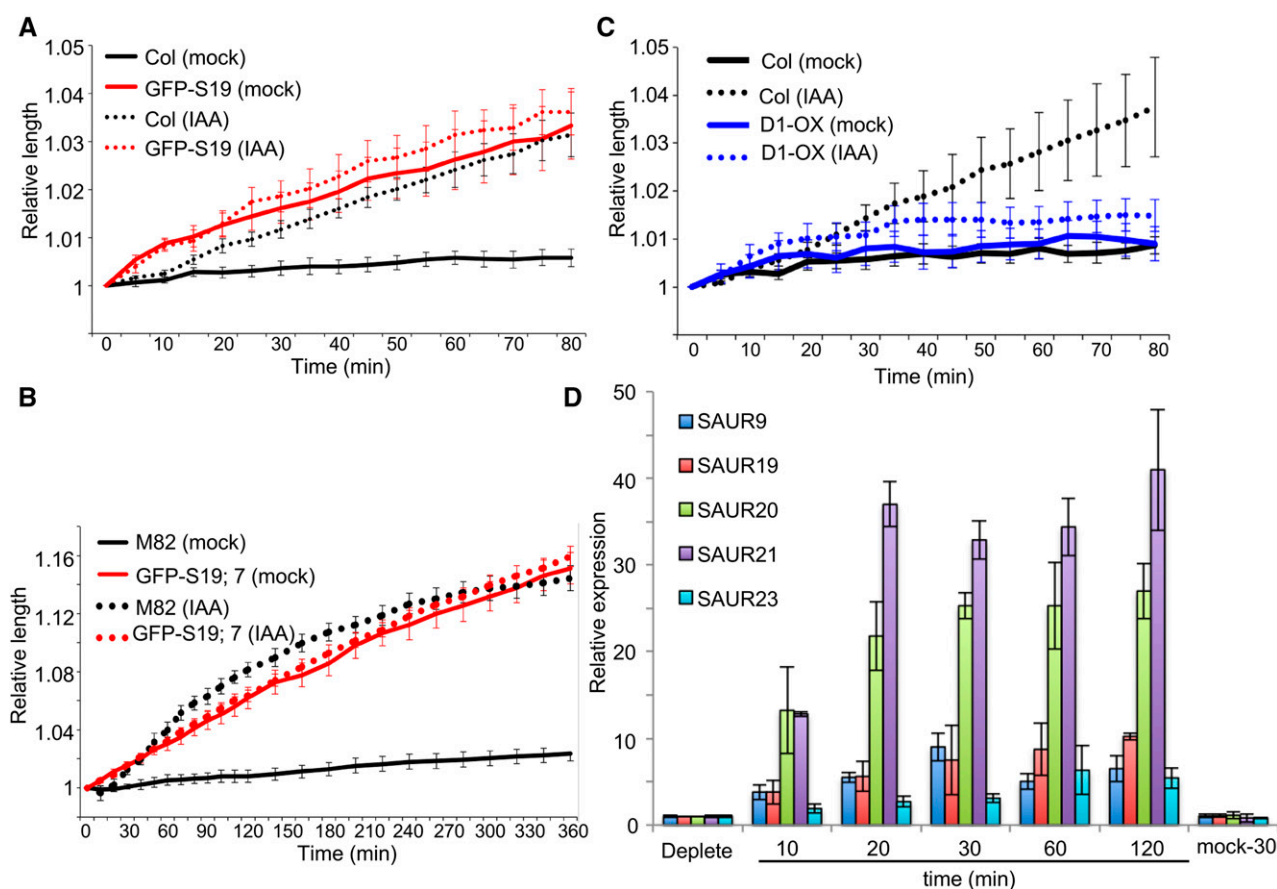 A
1.05
1.04
1.03
1.02
1.01
1
Relative length
Col (mock)
GFP-S19 (mock)
Col (IAA)
GFP-S19 (IAA)
0 10 20 30 40 50 60 70 80
Time (min)
C
1.05
1.04
1.03
1.02
1.01
1
Relative length
Col (mock)
Col (IAA)
D1-OX (mock)
D1-OX (IAA)
0 10 20 30 40 50 60 70 80
Time (min)
B
1.16
1.12
1.08
1.04
1
Relative length
M82 (mock)
GFP-S19; 7 (mock)
M82 (IAA)
GFP-S19; 7 (IAA)
0 30 60 90 120 150 180 210 240 270 300 330 360
Time (min)
D
50
40
30
20
10
0
Relative expression
SAUR9
SAUR19
SAUR20
SAUR21
SAUR23
Deplete 10 20 30 60 120 mock-30
time (min)